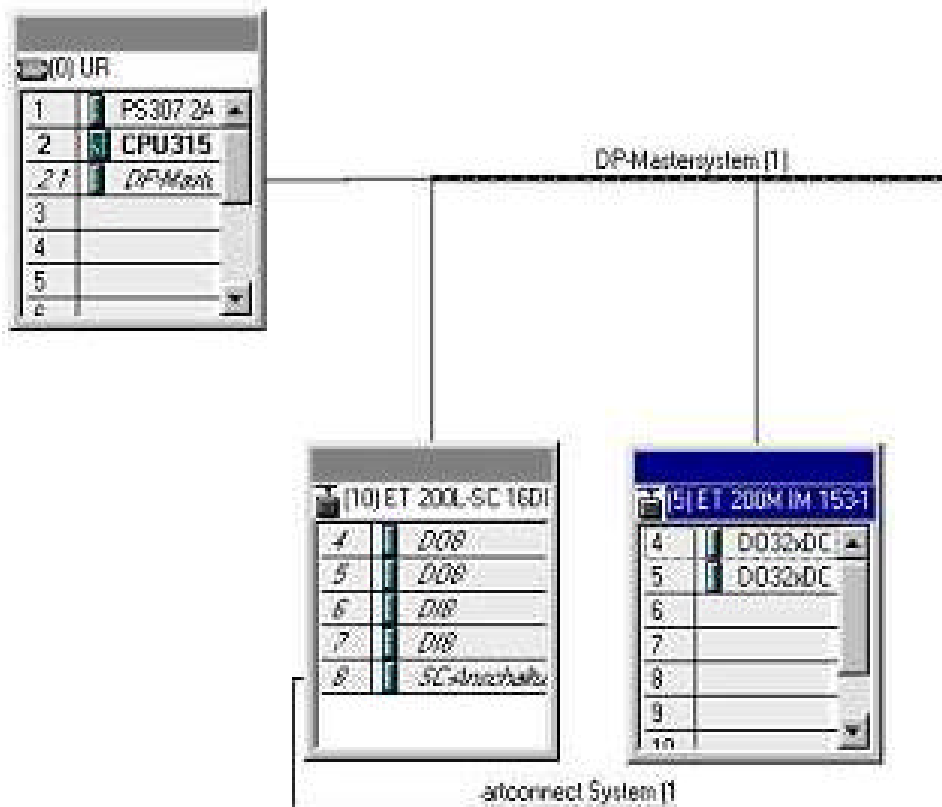 (0) UR
1 PS307 2A
2 CPU315
2 1 DP-Mast
3
4
5
DP-Mastersystem (1)
(10) ET 200L-SC 16DI
4 DO8
5 DO8
6 DI8
7 DI8
8 SC-Anschaltu
(5) ET 200M IM 153-1
4 DO32xDC
5 DO32xDC
6
7
8
9
10
artconnect System (1